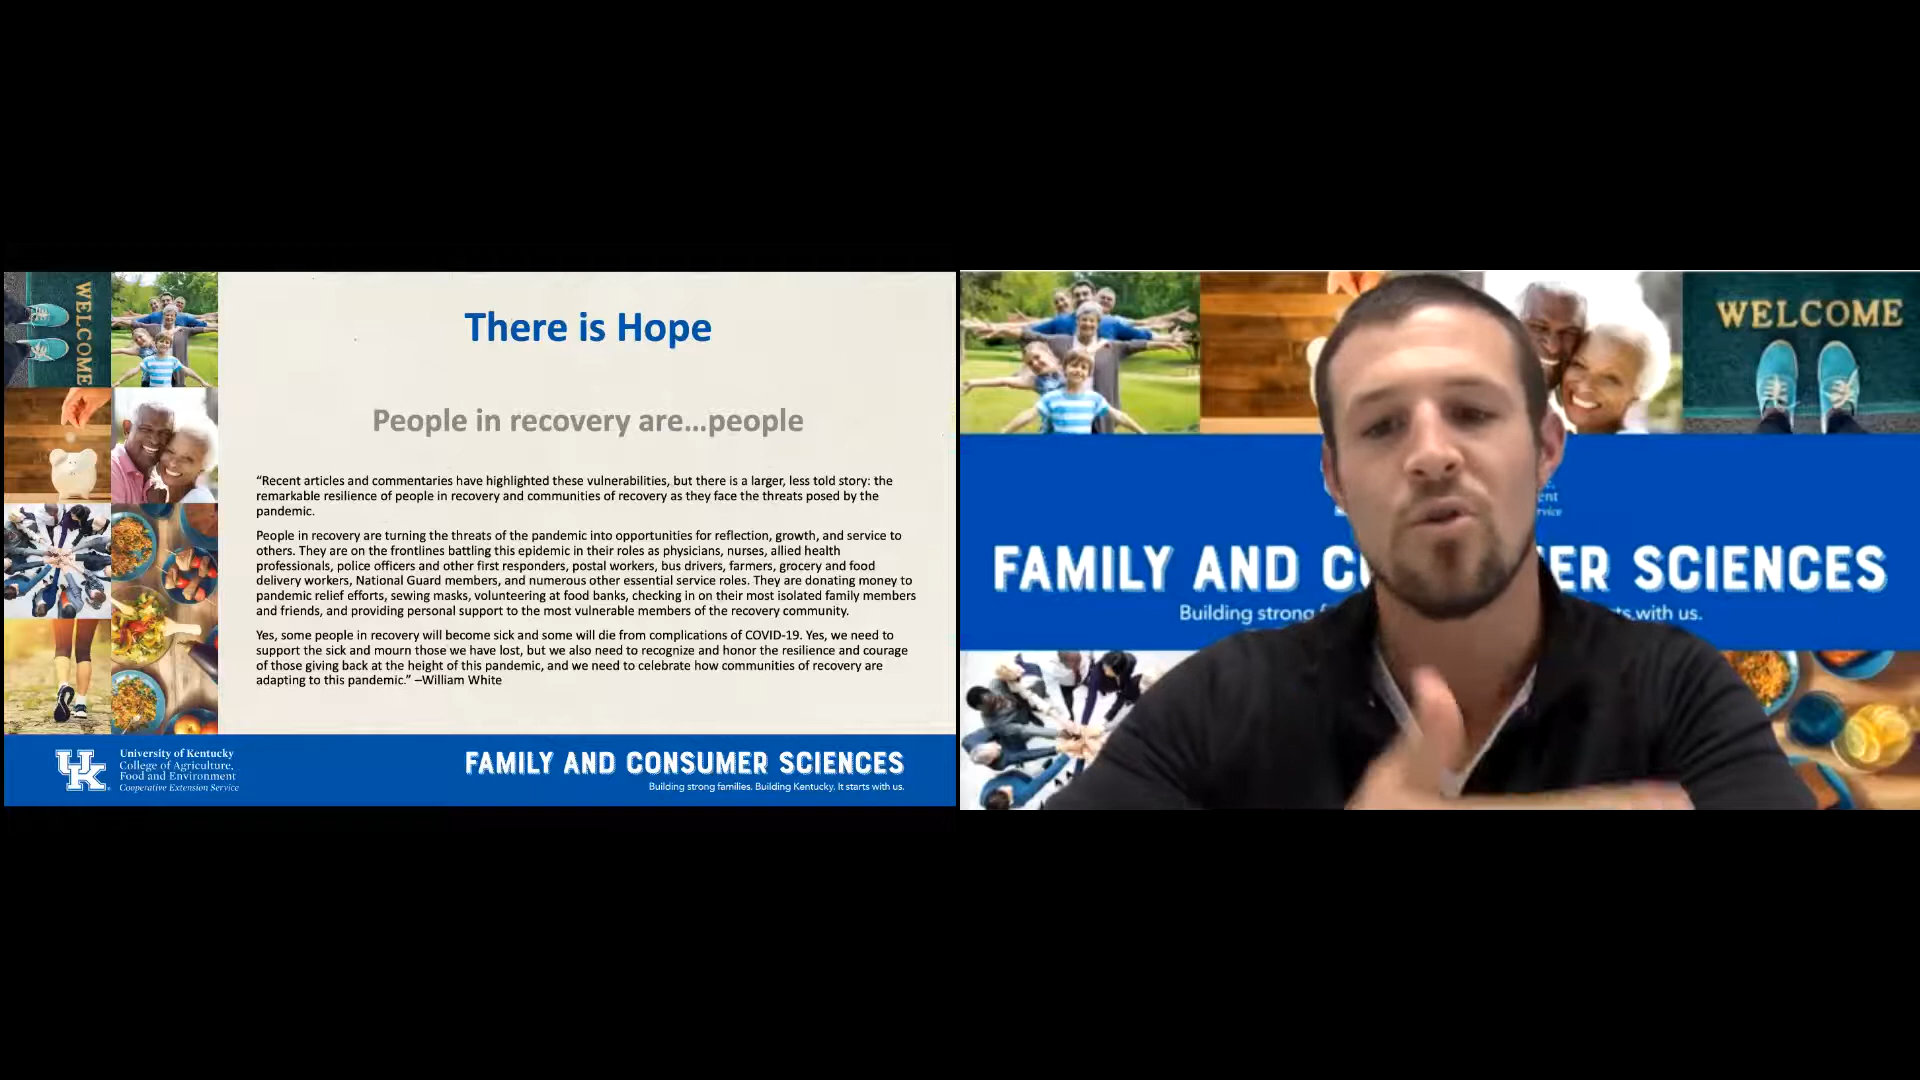 WELCOME
There is Hope
People in recovery are...people
“Recent articles and commentaries have highlighted these vulnerabilities, but there is a larger, less told story: the
remarkable resilience of people in recovery and communities of recovery as they face the threats posed by the
pandemic.
People in recovery are turning the threats of the pandemic into opportunities for reflection, growth, and service to
others. They are on the frontlines battling this epidemic in their roles as physicians, nurses, allied health
professionals, police officers and other first responders, postal workers, bus drivers, farmers, grocery and food
delivery workers, National Guard members, and numerous other essential service roles. They are donating money to
pandemic relief efforts, sewing masks, volunteering at food banks, checking in on their most isolated family members
and friends, and providing personal support to the most vulnerable members of the recovery community.
Yes, some people in recovery will become sick and some will die from complications of COVID-19. Yes, we need to
support the sick and mourn those we have lost, but we also need to recognize and honor the resilience and courage
of those giving back at the height of this pandemic, and we need to celebrate how communities of recovery are
adapting to this pandemic.” –William White
UK
University of Kentucky
College of Agriculture,
Food and Environment
Cooperative Extension Service
FAMILY AND CONSUMER SCIENCES
Building strong families. Building Kentucky. It starts with us.
WELCOME
FAMILY AND C ER SCIENCES
Building strong ts with us.